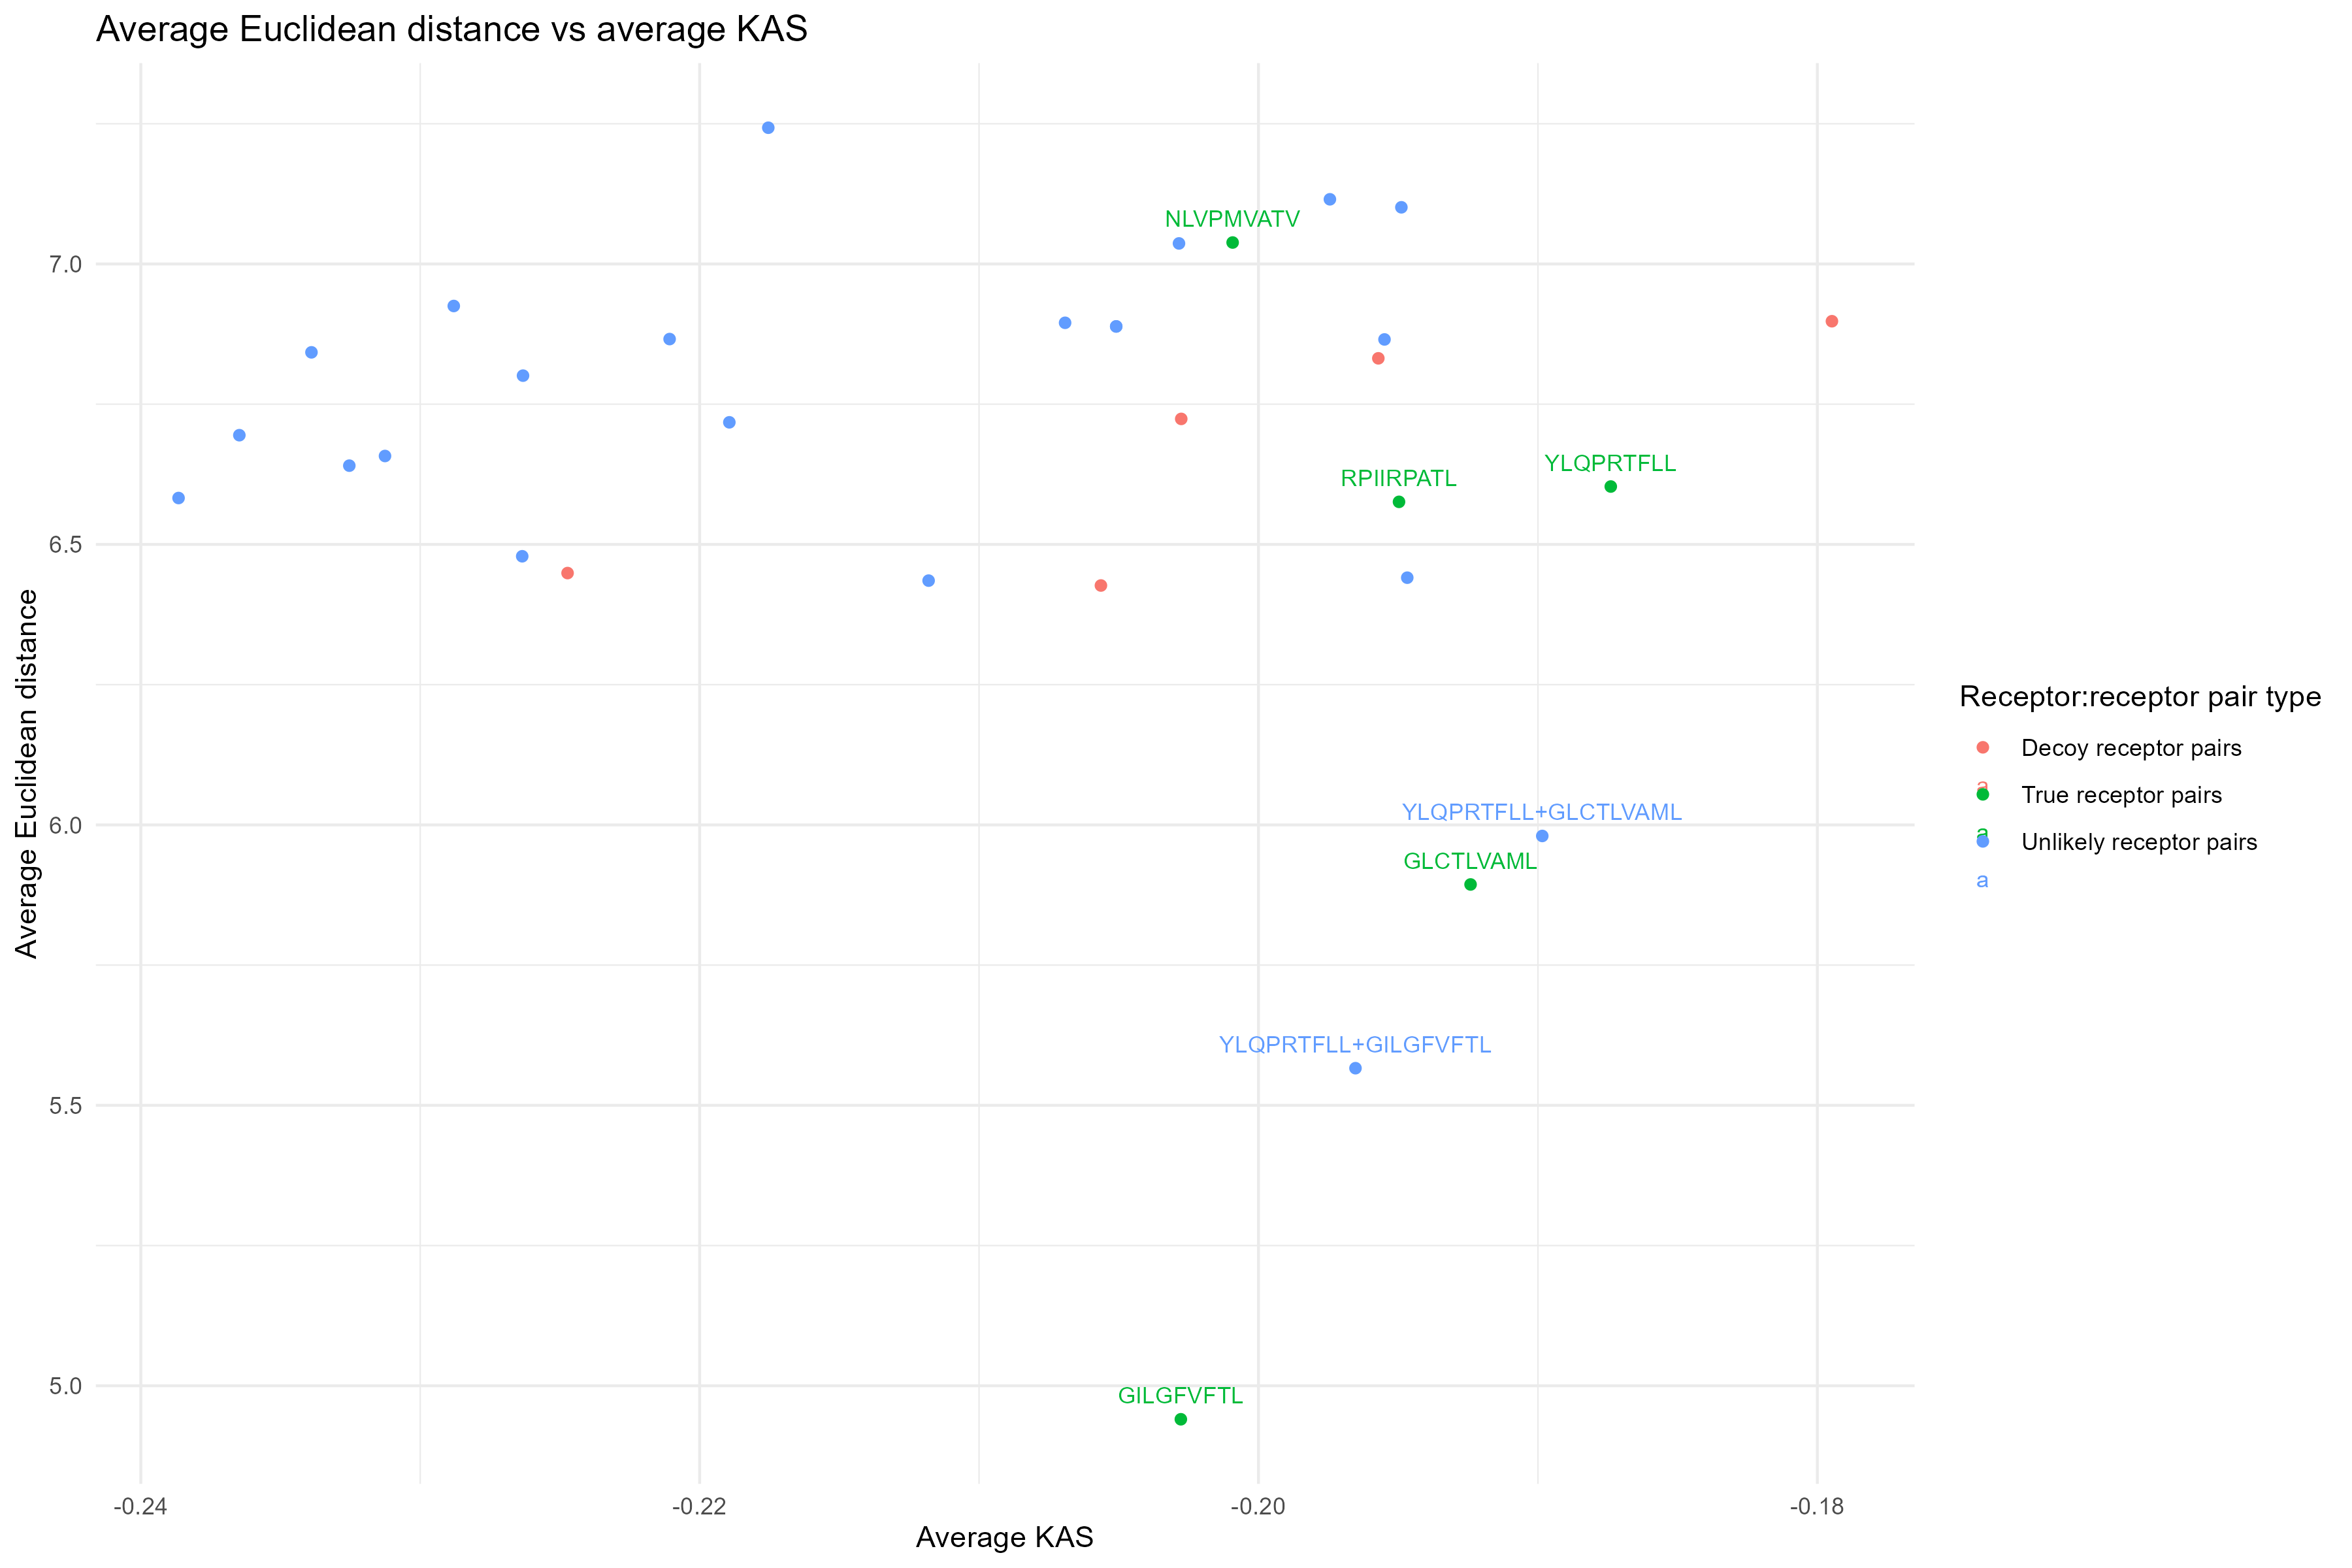 Average Euclidean distance vs average KAS
NLVPMVATV
7.0
YLQPRTFLL
RPIIRPATL
6.5
Average Euclidean distance
Receptor:receptor pair type
Decoy receptor pairs
a
True receptor pairs
a
Unlikely receptor pairs
a
YLQPRTFLL+GLCTLVAML
6.0
GLCTLVAML
YLQPRTFLL+GILGFVFTL
5.5
5.0
GILGFVFTL
-0.24
-0.22
-0.20
-0.18
Average KAS